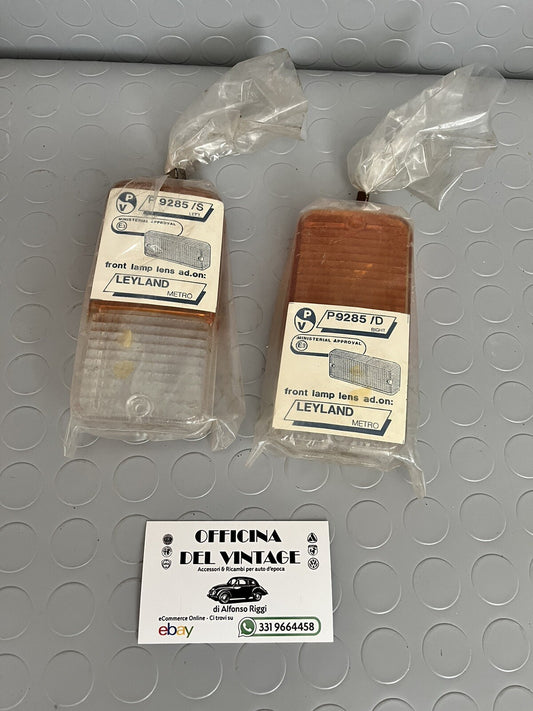 PV
P9285/S
LEFT
MINISTERIAL APPROVAL
front lamp lens ad.on:
LEYLAND
METRO
PV
P9285/D
RIGHT
MINISTERIAL APPROVAL
E3
front lamp lens ad.on:
LEYLAND
METRO
OFFICINA
DEL VINTAGE
Accessori & Ricambi per auto d'epoca
di Alfonso Riggi
eCommerce Online - Ci trovi su
ebay
331 9664458